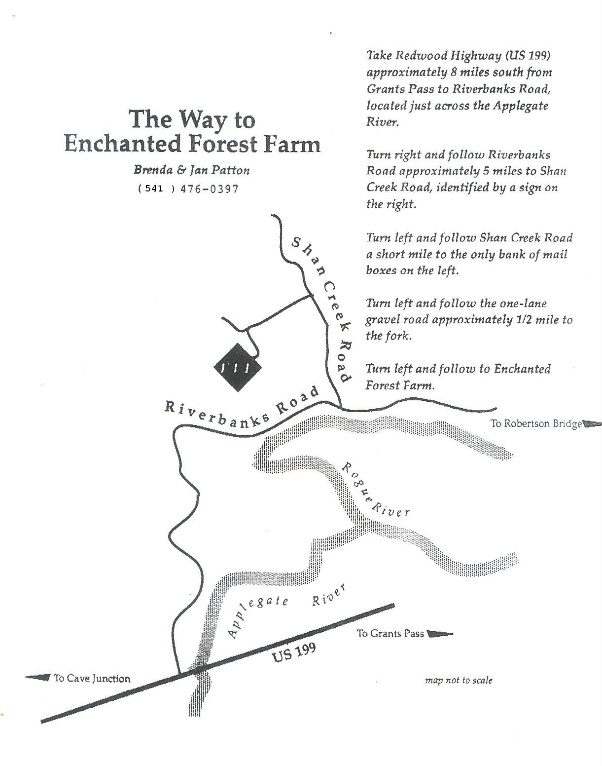 The Way to
Enchanted Forest Farm
Brenda & Jan Patton
(541 ) 476-0397
Take Redwood Highway (US 199)
approximately 8 miles south from
Grants Pass to Riverbanks Road,
located just across the Applegate
River.
Turn right and follow Riverbanks
Road approximately 5 miles to Shan
Creek Road, identified by a sign on
the right.
Turn left and follow Shan Creek Road
a short mile to the only bank of mail
boxes on the left.
Turn left and follow the one-lane
gravel road approximately 1/2 mile to
the fork.
Turn left and follow to Enchanted
Forest Farm.
Shan Creek Road
Riverbanks Road
To Robertson Bridge
Rogue River
Applegate River
To Grants Pass
US 199
To Cave Junction
map not to scale